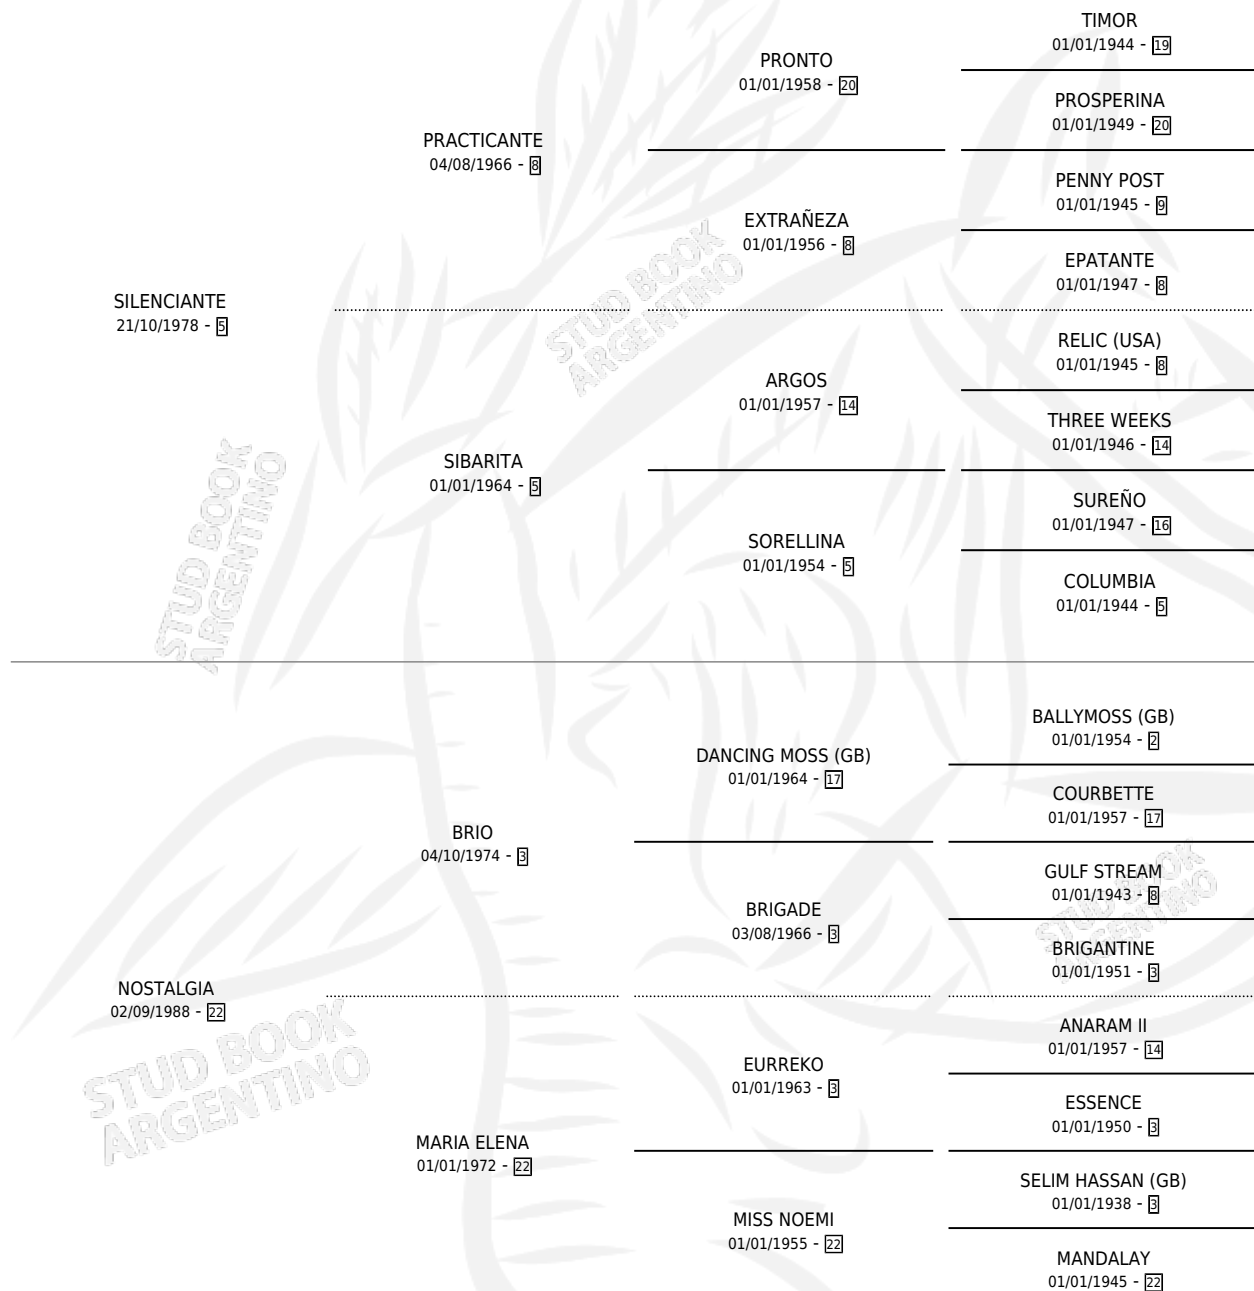 TIMOR
01/01/1944 - 19
PRONTO
01/01/1958 - 20
PROSPERINA
01/01/1949 - 20
PRACTICANTE
04/08/1966 - 8
PENNY POST
01/01/1945 - 9
EXTRAÑEZA
01/01/1956 - 8
EPATANTE
01/01/1947 - 8
SILENCIANTE
21/10/1978 - 5
RELIC (USA)
01/01/1945 - 8
ARGOS
01/01/1957 - 14
THREE WEEKS
01/01/1946 - 14
SIBARITA
01/01/1964 - 5
SUREÑO
01/01/1947 - 16
SORELLINA
01/01/1954 - 5
COLUMBIA
01/01/1944 - 5
BALLYMOSS (GB)
01/01/1954 - 2
DANCING MOSS (GB)
01/01/1964 - 17
COURBETTE
01/01/1957 - 17
BRIO
04/10/1974 - 3
GULF STREAM
01/01/1943 - 8
BRIGADE
03/08/1966 - 3
BRIGANTINE
01/01/1951 - 3
NOSTALGIA
02/09/1988 - 22
ANARAM II
01/01/1957 - 14
EURREKO
01/01/1963 - 3
ESSENCE
01/01/1950 - 3
MARIA ELENA
01/01/1972 - 22
SELIM HASSAN (GB)
01/01/1938 - 3
MISS NOEMI
01/01/1955 - 22
MANDALAY
01/01/1945 - 22
STUD BOOK
ARGENTINO
STUD BOOK
ARGENTINO
STUD BOOK
ARGENTINO
STUD BOOK
ARGENTINO